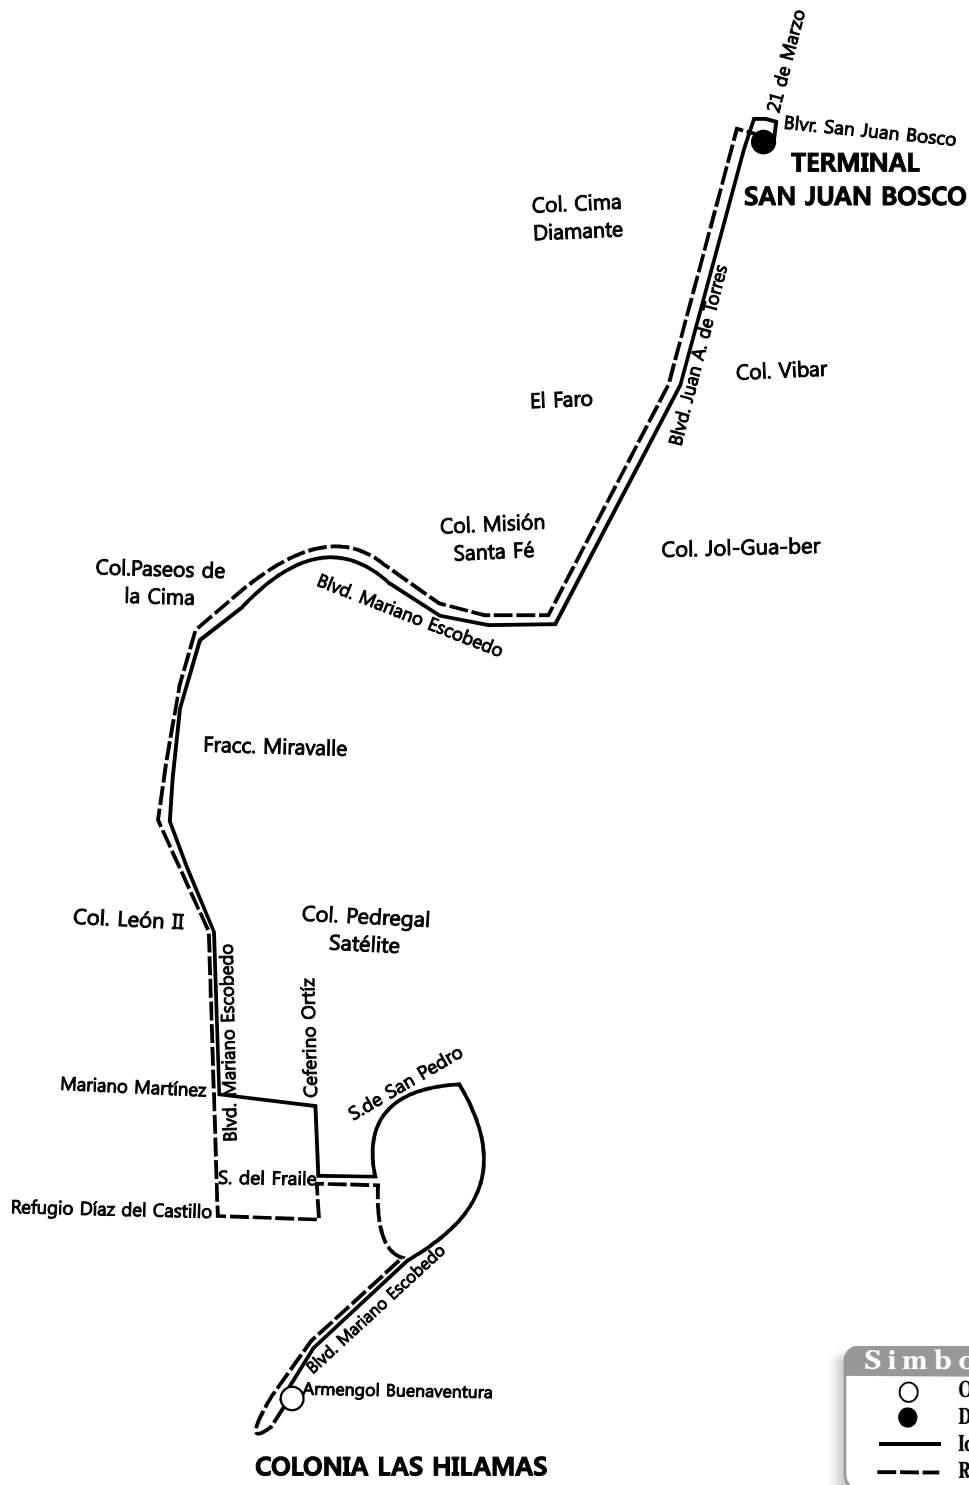 21 de Marzo
Blvr. San Juan Bosco
TERMINAL
SAN JUAN BOSCO
Col. Cima
Diamante
Blvd. Juan A. de Torres
Col. Vibar
El Faro
Col. Misión
Santa Fé
Col. Jol-Gua-ber
Col.Paseos de
la Cima
Blvd. Mariano Escobedo
Fracc. Miravalle
Col. León II
Col. Pedregal
Satélite
Blvd. Mariano Escobedo
Ceferino Ortíz
Mariano Martínez
S.de San Pedro
S. del Fraile
Refugio Díaz del Castillo
Blvd. Mariano Escobedo
Armengol Buenaventura
COLONIA LAS HILAMAS